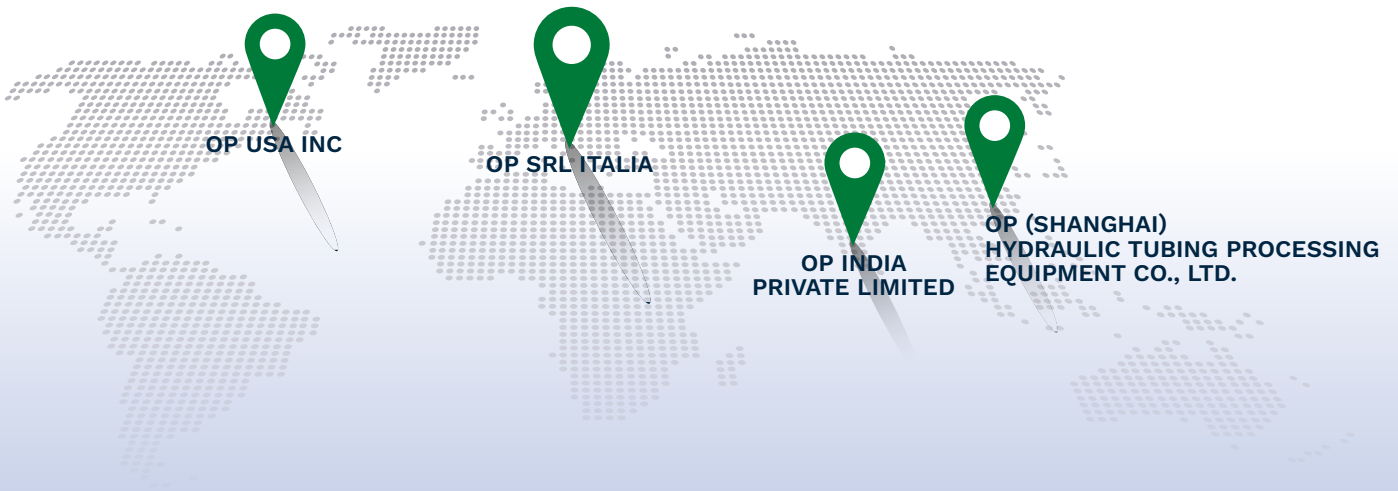 OP USA INC
OP SRL ITALIA
OP INDIA
PRIVATE LIMITED
OP (SHANGHAI)
HYDRAULIC TUBING PROCESSING
EQUIPMENT CO., LTD.